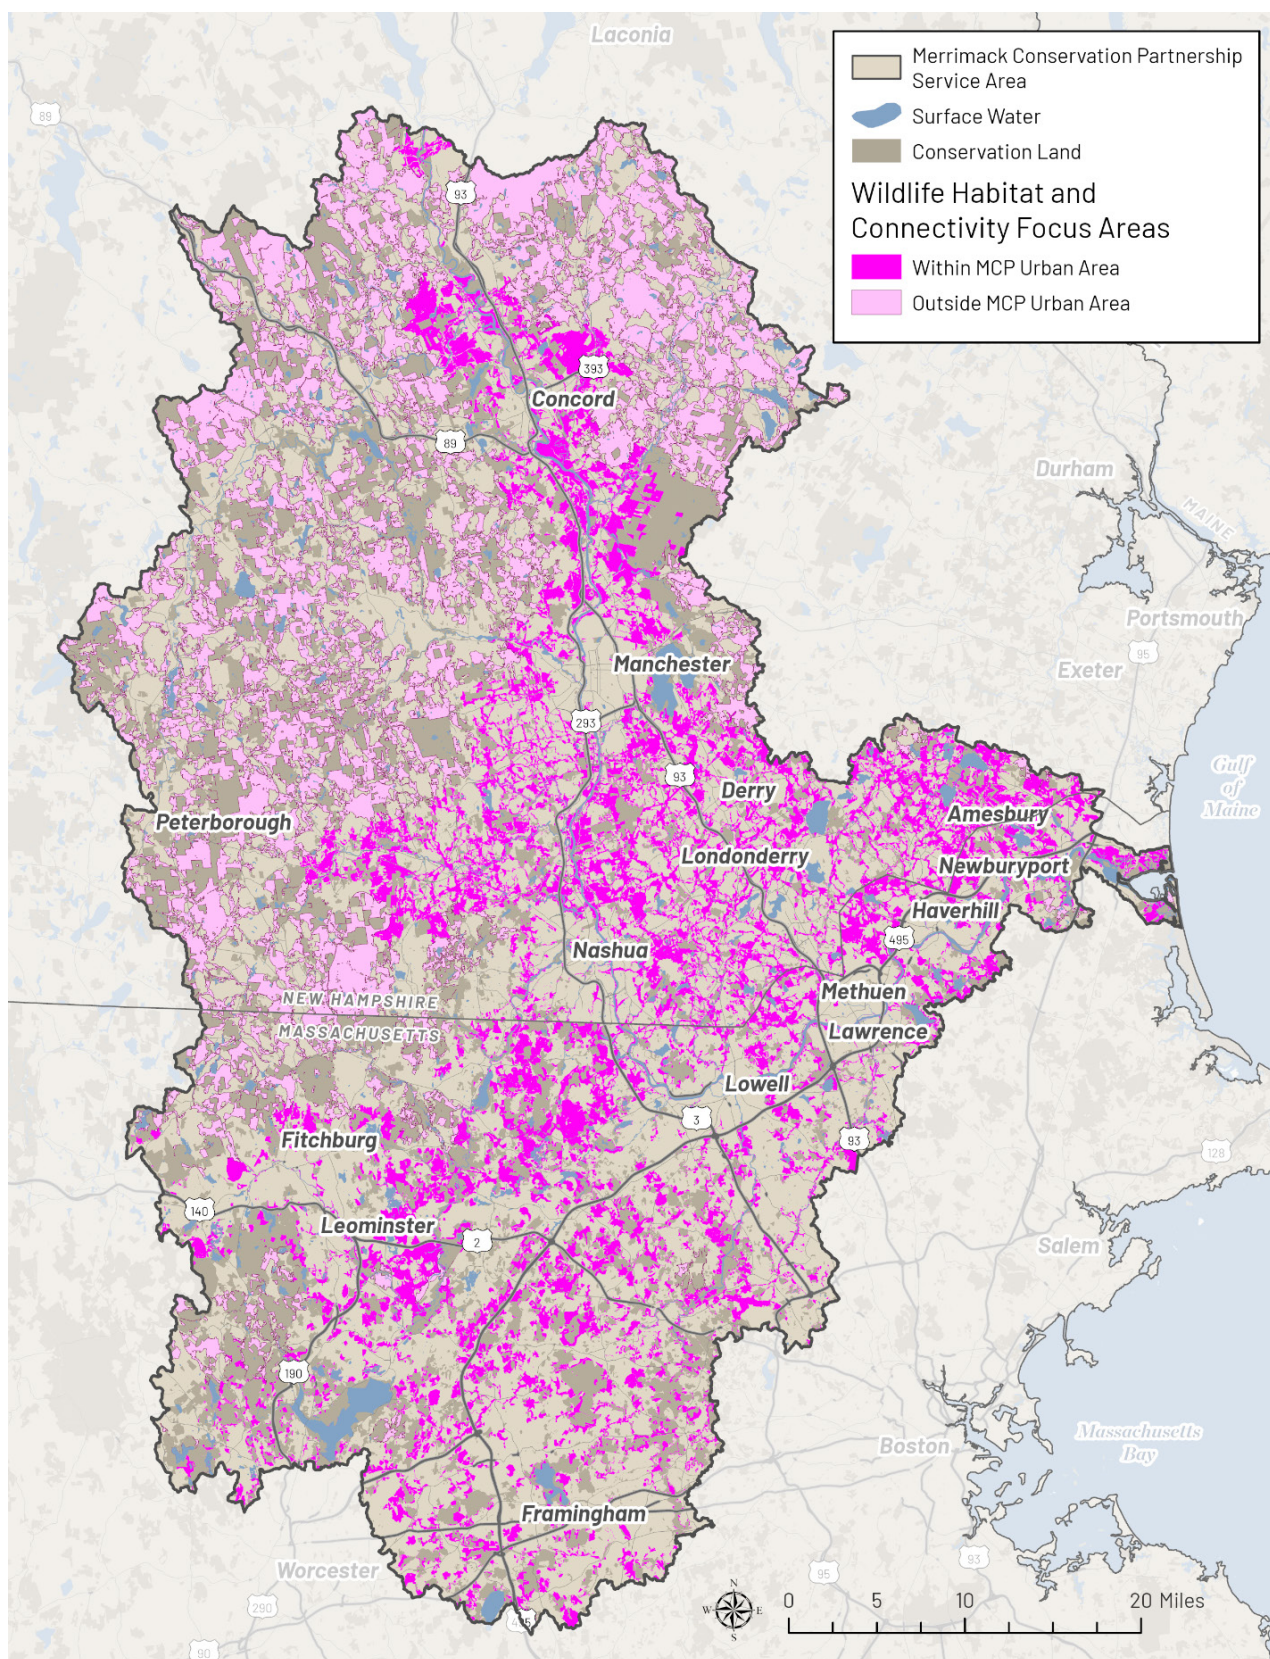 Laconia
Merrimack Conservation Partnership
Service Area
Surface Water
Conservation Land
Wildlife Habitat and
Connectivity Focus Areas
Within MCP Urban Area
Outside MCP Urban Area
89
93
393
Concord
89
Durham
MAINE
Portsmouth
95
Exeter
Manchester
293
93
Derry
Gulf
of
Maine
Amesbury
Peterborough
Londonderry
Newburyport
Haverhill
495
Nashua
Methuen
NEW HAMPSHIRE
MASSACHUSETTS
Lawrence
Lowell
3
93
128
Fitchburg
140
Leominster
2
Salem
190
Boston
Massachusetts
Bay
Framingham
Worcester
290
90
495
95
93
N
W
E
S
0 5 10 20 Miles